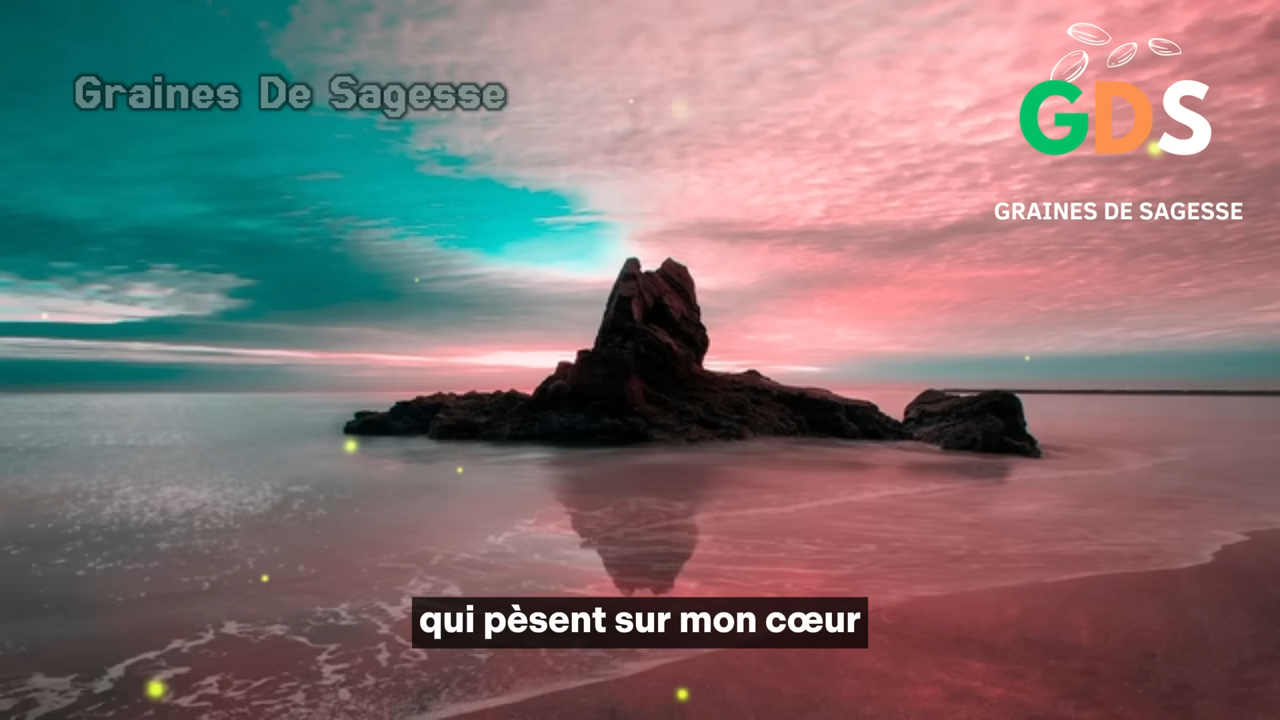 Graines De Sagesse
GDS
GRAINES DE SAGESSE
qui pèsent sur mon cœur